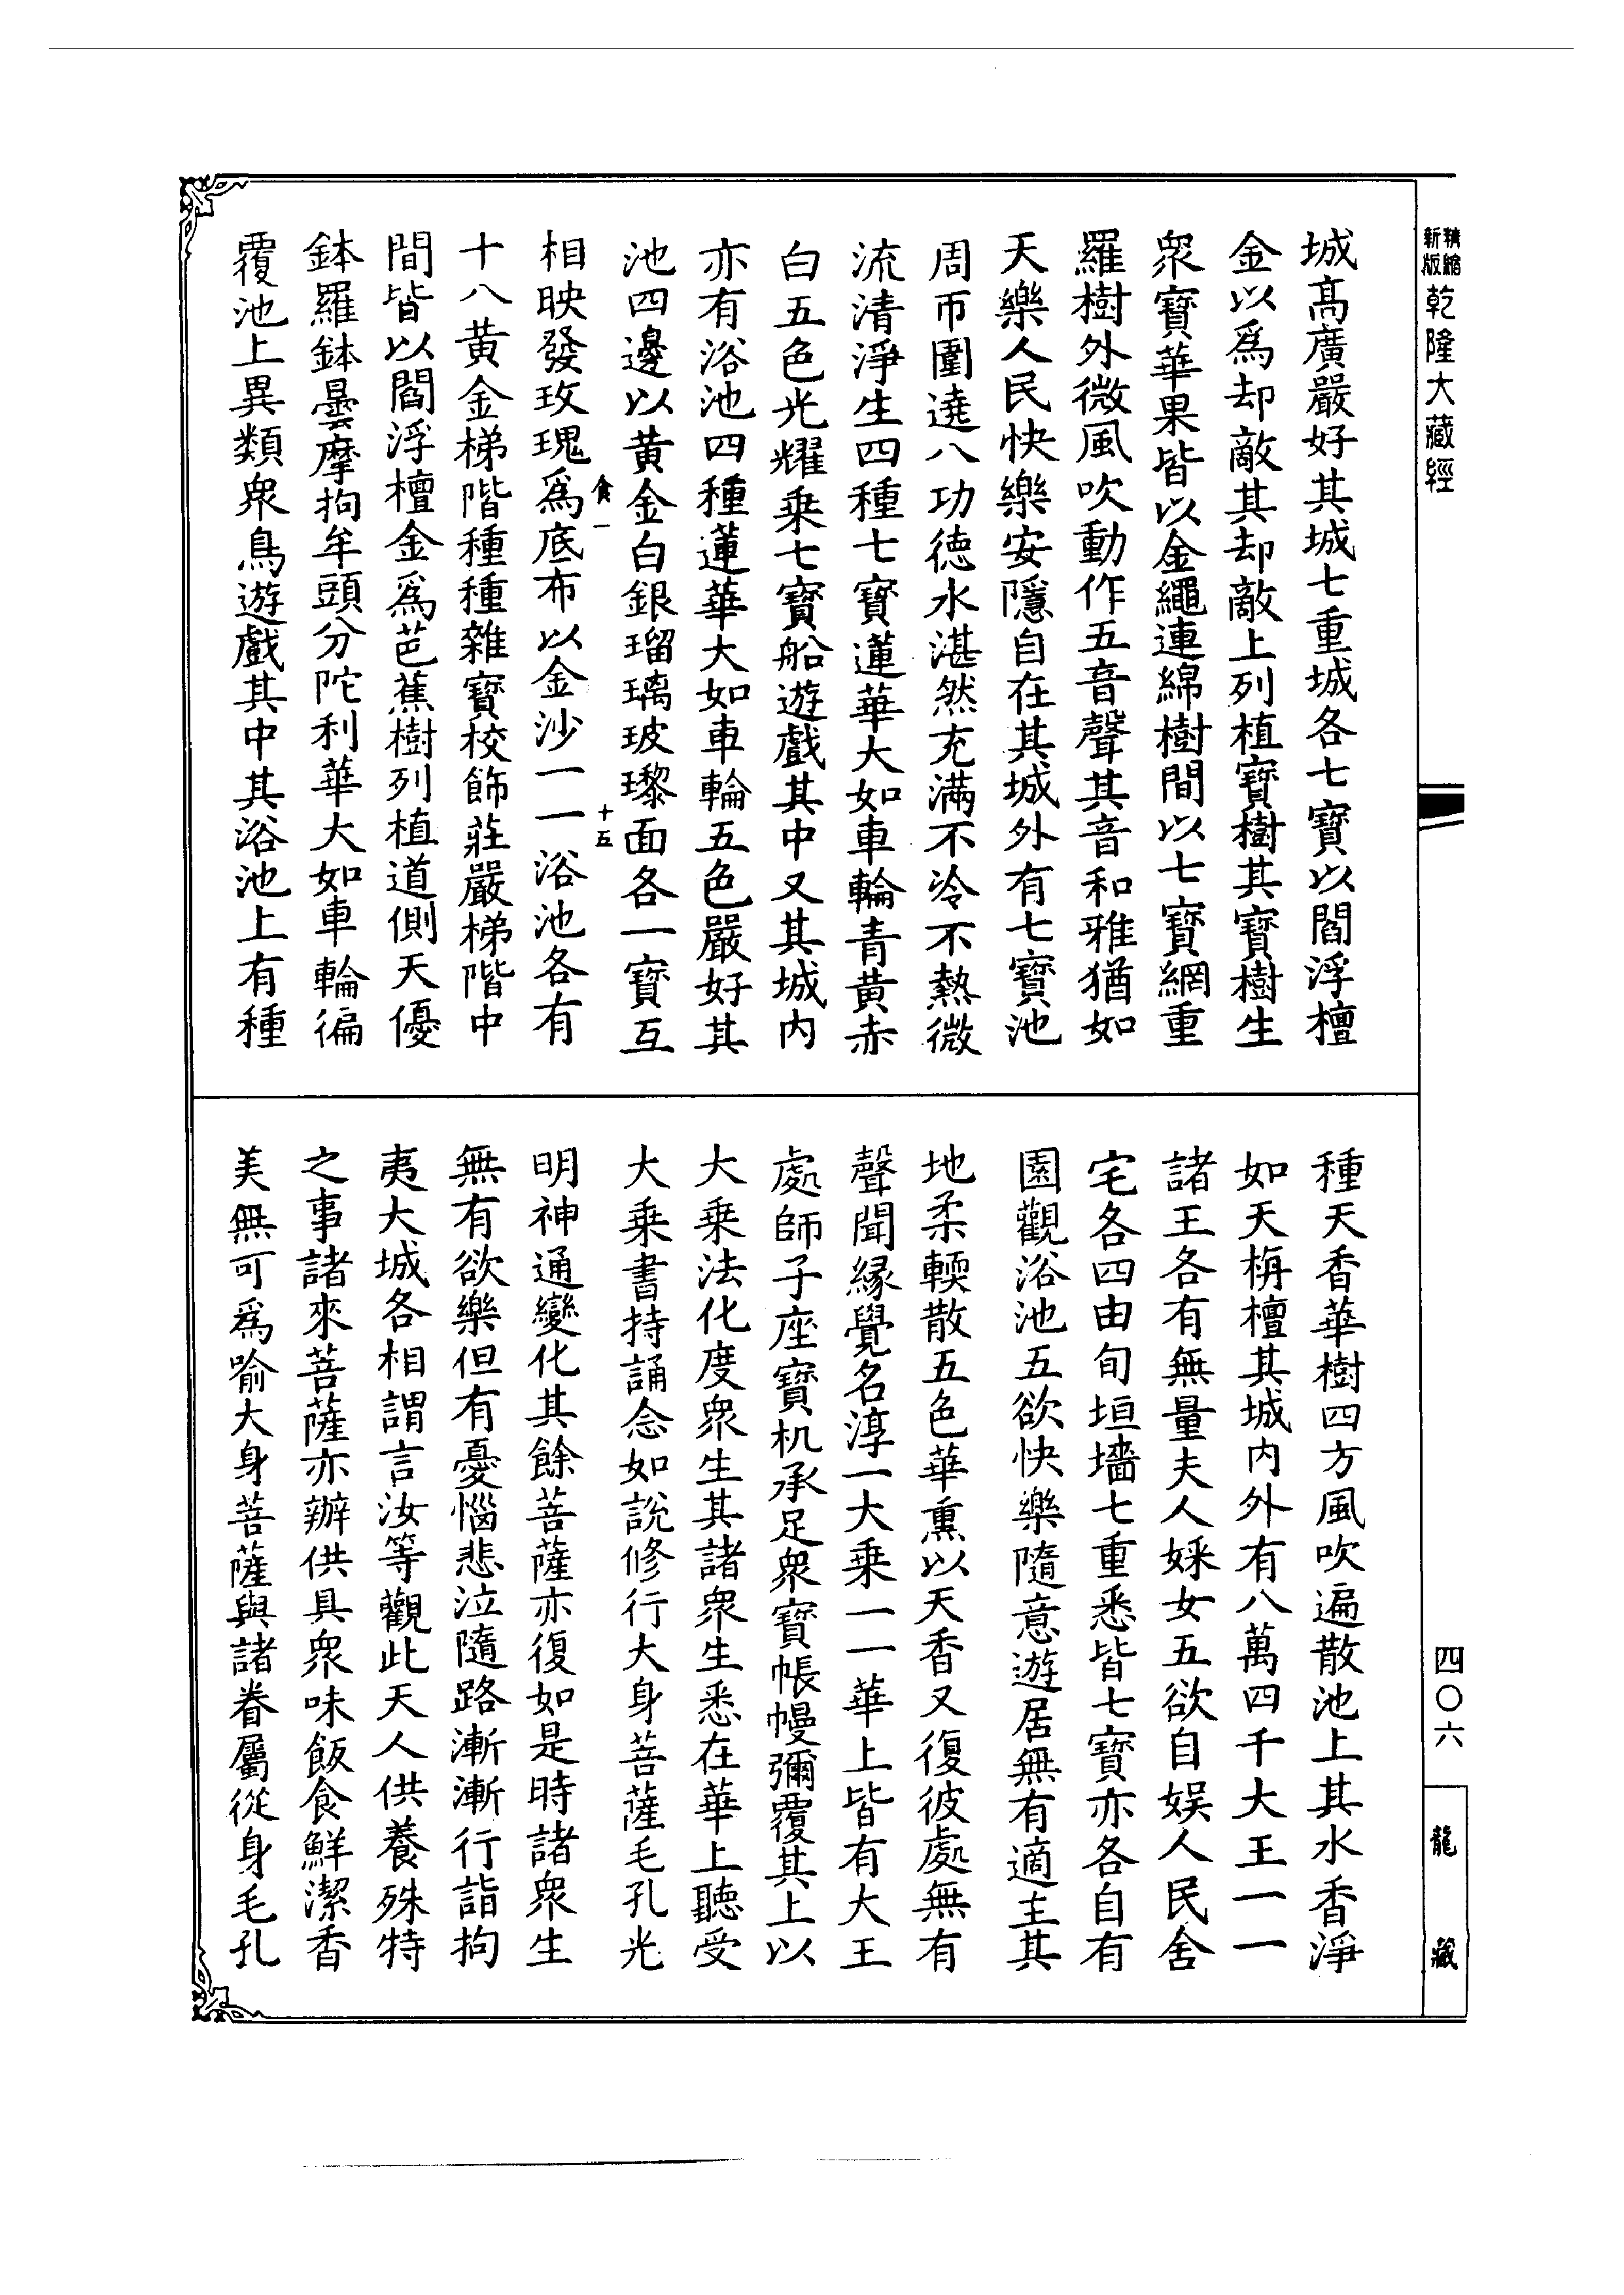 精縮
新版
乾隆大藏經
四〇六
龍藏
城高廣嚴好其城七重城各七寶以閻浮檀
金以爲却敵其却敵上列植寶樹其寶樹生
衆寶華果皆以金繩連綿樹間以七寶網重
羅樹外微風吹動作五音聲其音和雅猶如
天樂人民快樂安隱自在其城外有七寶池
周帀圍遶八功德水湛然充滿不冷不熱微
流清淨生四種七寶蓮華大如車輪青黃赤
白五色光耀乗七寶船遊戲其中又其城內
亦有浴池四種蓮華大如車輪五色嚴好其
池四邊以黃金白銀瑠璃玻瓈面各一寶互
食一
十五
相映發玫瑰爲底布以金沙一一浴池各有
十八黃金梯階種種雜寶校飾莊嚴梯階中
間皆以閻浮檀金爲芭蕉樹列植道側天優
鉢羅鉢曇摩拘牟頭分陀利華大如車輪徧
覆池上異類衆鳥遊戲其中其浴池上有種
種天香華樹四方風吹遍散池上其水香淨
如天栴檀其城內外有八萬四千大王一一
諸王各有無量夫人婇女五欲自娱人民舍
宅各四由旬垣墻七重悉皆七寶亦各自有
園觀浴池五欲快樂隨意遊居無有適主其
地柔輭散五色華熏以天香又復彼處無有
聲聞緣覺名淳一大乗一一華上皆有大王
處師子座寶机承足衆寶帳幔彌覆其上以
大乗法化度衆生其諸衆生悉在華上聽受
大乗書持誦念如說修行大身菩薩毛孔光
明神通變化其餘菩薩亦復如是時諸衆生
無有欲樂但有憂惱悲泣隨路漸漸行詣拘
夷大城各相謂言汝等觀此天人供養殊特
之事諸來菩薩亦辦供具衆味飯食鮮潔香
美無可爲喻大身菩薩與諸眷屬從身毛孔